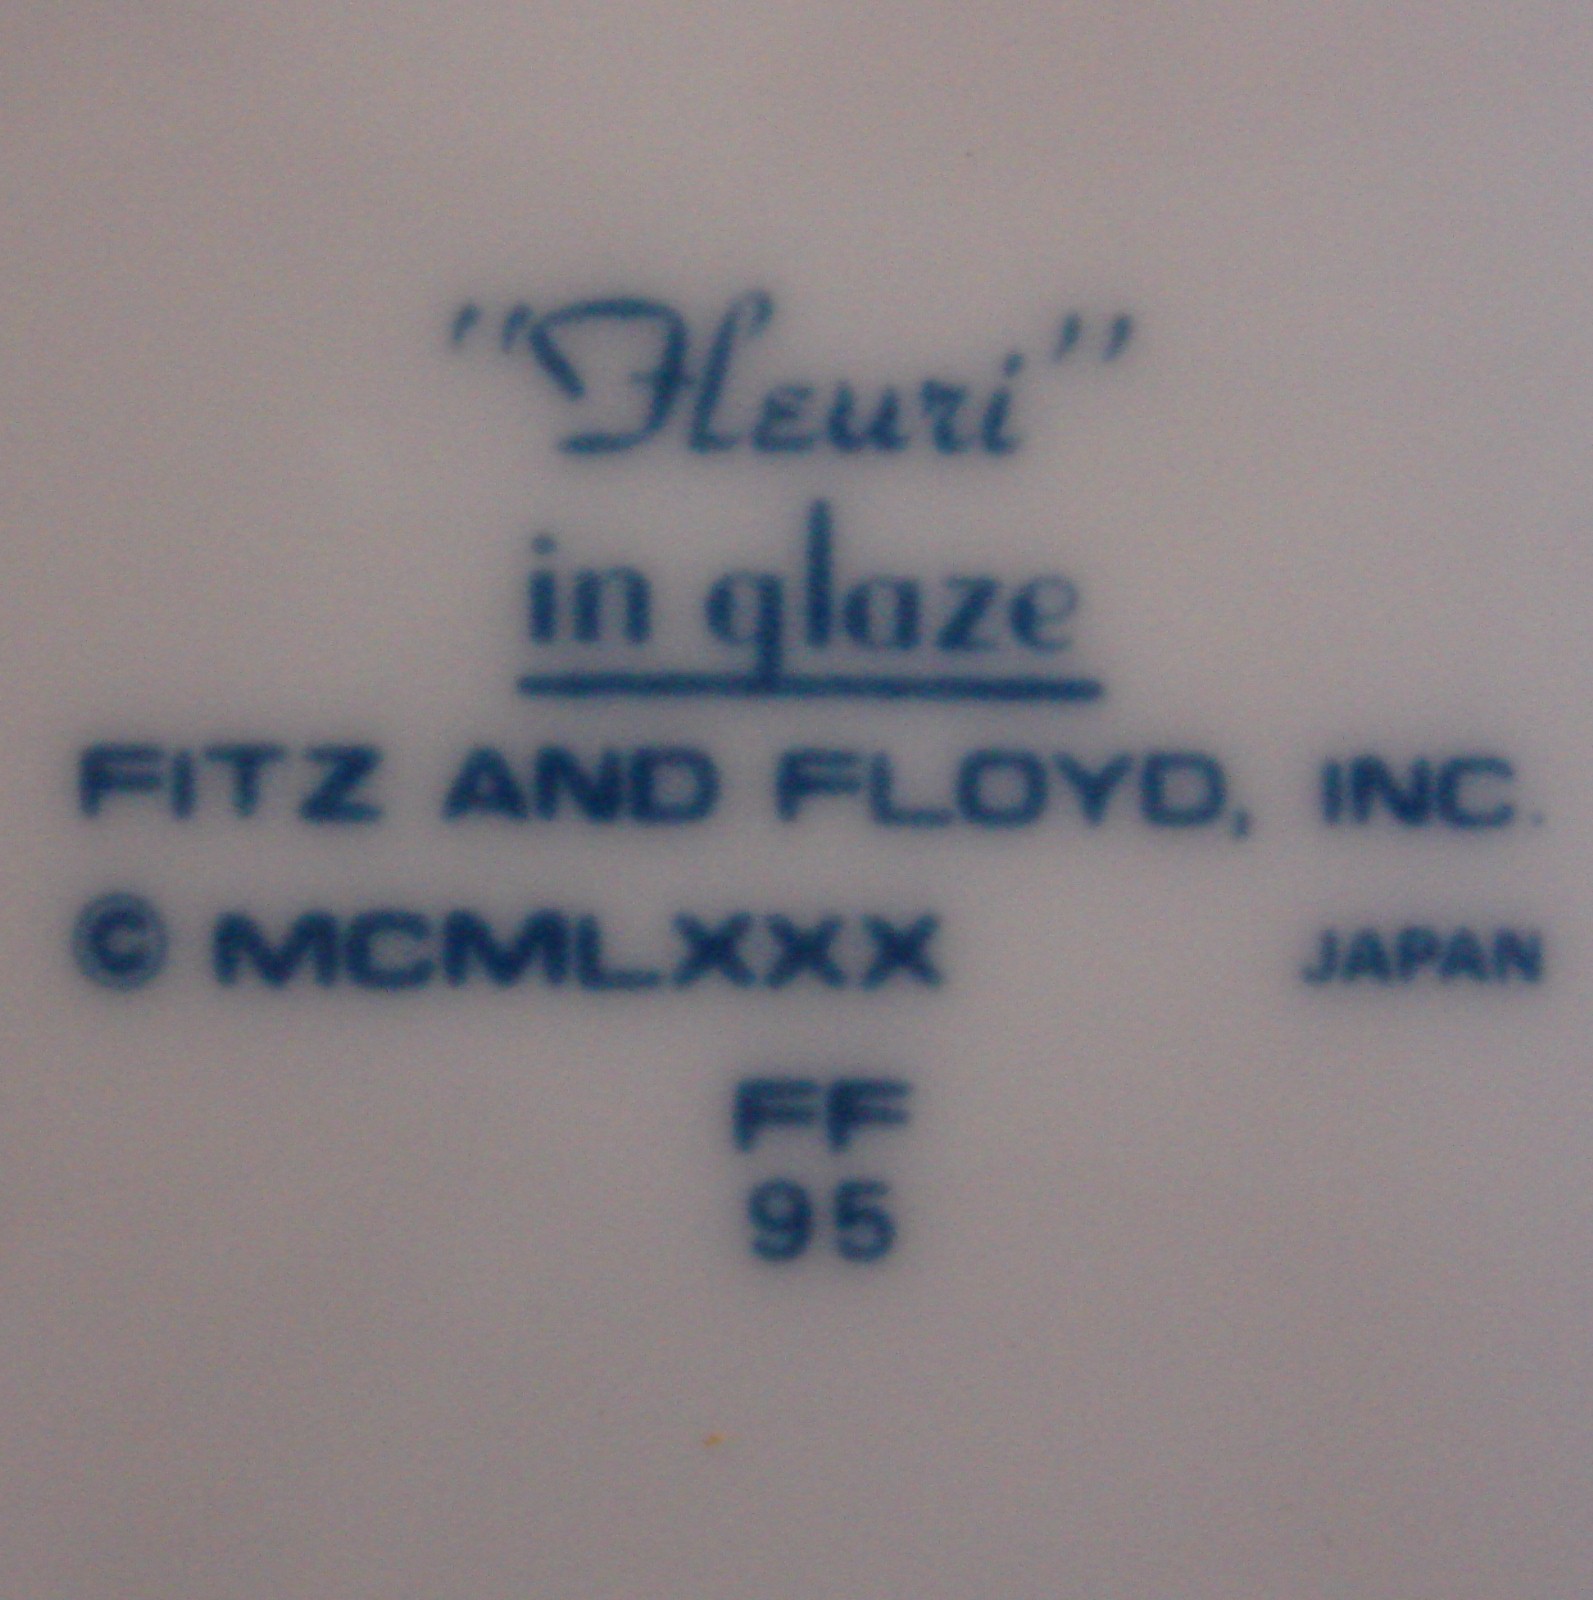 "Fleuri"
in glaze
FITZ AND FLOYD, INC.
© MCMLXXX JAPAN
FF
95